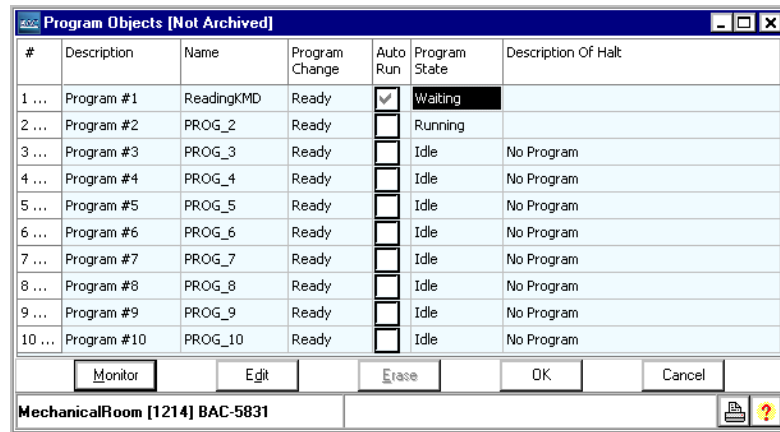 Program Objects [Not Archived]
# Description Name Program Change Auto Run Program State Description Of Halt
1 ... Program #1 ReadingKMD Ready Waiting
2 ... Program #2 PROG_2 Ready Running
3 ... Program #3 PROG_3 Ready Idle No Program
4 ... Program #4 PROG_4 Ready Idle No Program
5 ... Program #5 PROG_5 Ready Idle No Program
6 ... Program #6 PROG_6 Ready Idle No Program
7 ... Program #7 PROG_7 Ready Idle No Program
8 ... Program #8 PROG_8 Ready Idle No Program
9 ... Program #9 PROG_9 Ready Idle No Program
10 ... Program #10 PROG_10 Ready Idle No Program
Monitor Edit Erase OK Cancel
MechanicalRoom [1214] BAC-5831 ?